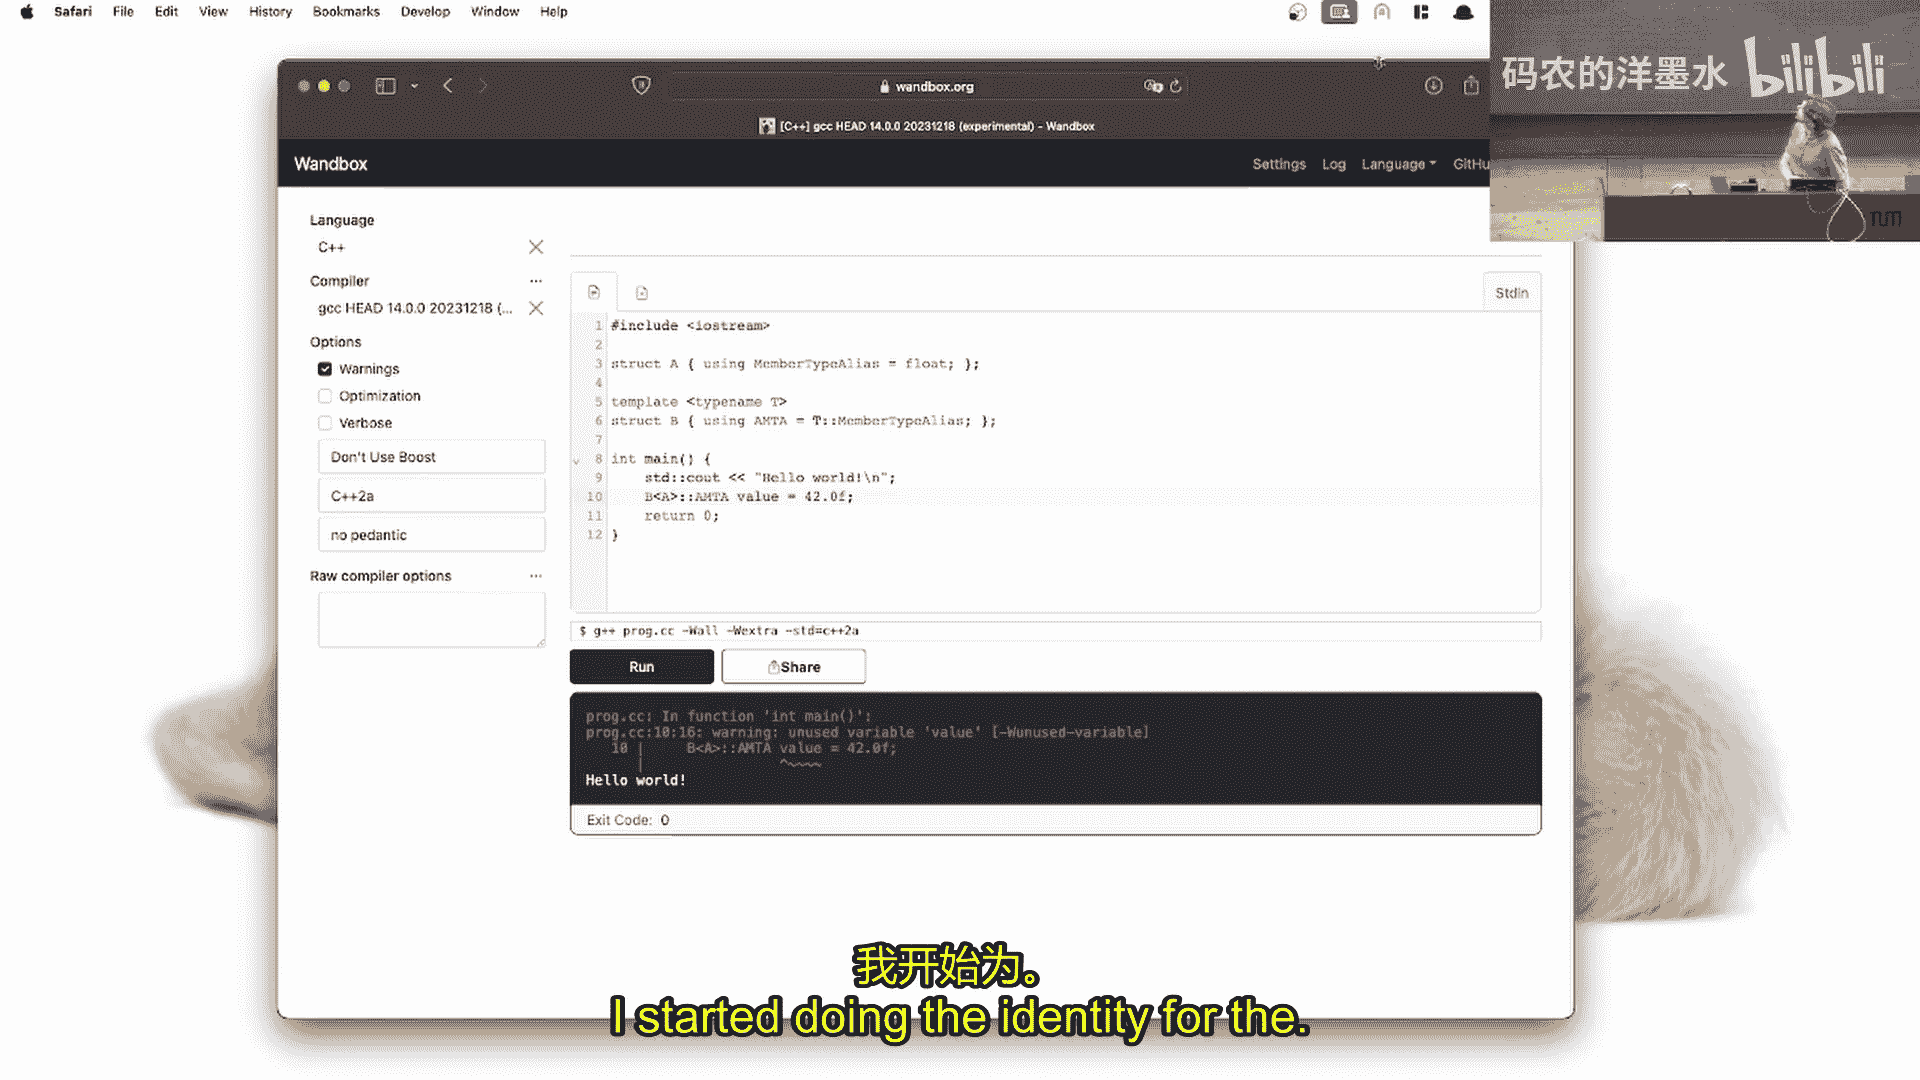 Safari File Edit View History Bookmarks Develop Window Help
码农的洋墨水 bilibili
wandbox.org
[C++] gcc HEAD 14.0.0 20231218 (experimental) - Wandbox
Wandbox
Settings Log Language GitHu
Language
C++
Compiler
gcc HEAD 14.0.0 20231218 (...
Options
Warnings
Optimization
Verbose
Don't Use Boost
C++2a
no pedantic
Raw compiler options
Stdin
1 #include <iostream>
2
3 struct A { using MemberTypeAlias = float; };
4
5 template <typename T>
6 struct B { using AMTA = T::MemberTypeAlias; };
7
8 int main() {
9 std::cout << "Hello world!\n";
10 B<A>::AMTA value = 42.0f;
11 return 0;
12 }
$ g++ prog.cc -Wall -Wextra -std=c++2a
Run Share
prog.cc: In function 'int main()':
prog.cc:10:16: warning: unused variable 'value' [-Wunused-variable]
10 | B<A>::AMTA value = 42.0f;
| ^~~~~
Hello world!
Exit Code: 0
我开始为。
I started doing the identity for the.